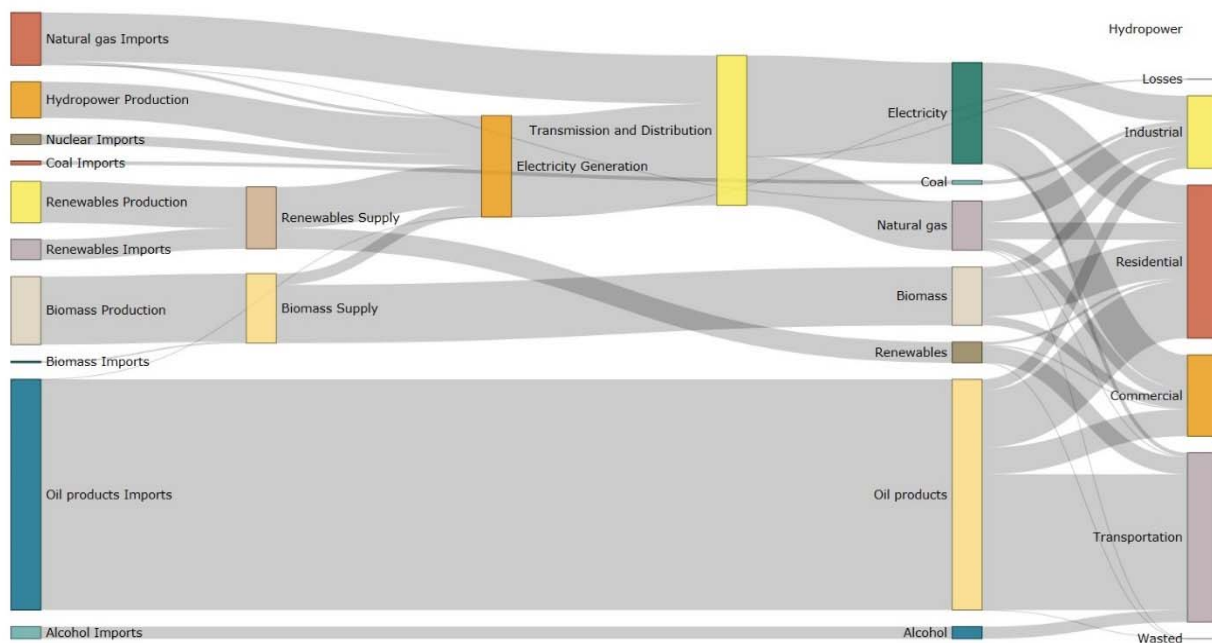 Natural gas Imports
Hydropower Production
Nuclear Imports
Coal Imports
Renewables Production
Renewables Imports
Biomass Production
Biomass Imports
Oil products Imports
Alcohol Imports
Renewables Supply
Biomass Supply
Electricity Generation
Transmission and Distribution
Electricity
Coal
Natural gas
Biomass
Renewables
Oil products
Alcohol
Hydropower
Losses
Industrial
Residential
Commercial
Transportation
Wasted